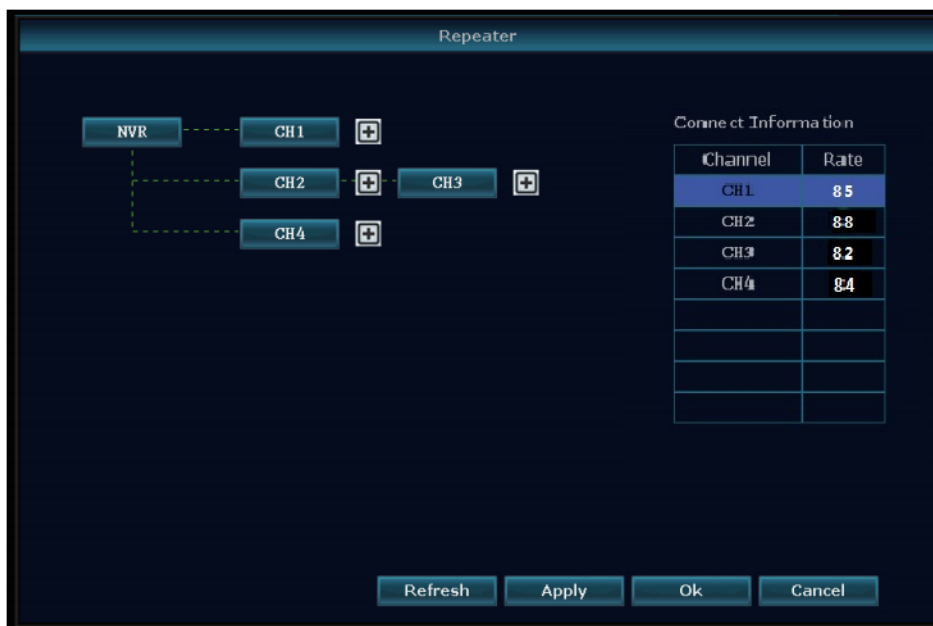 Repeater
NVR CH1
CH2 CH3
CH4
Connect Information
Channel Rate
CH1 85
CH2 88
CH3 82
CH4 84
Refresh Apply Ok Cancel